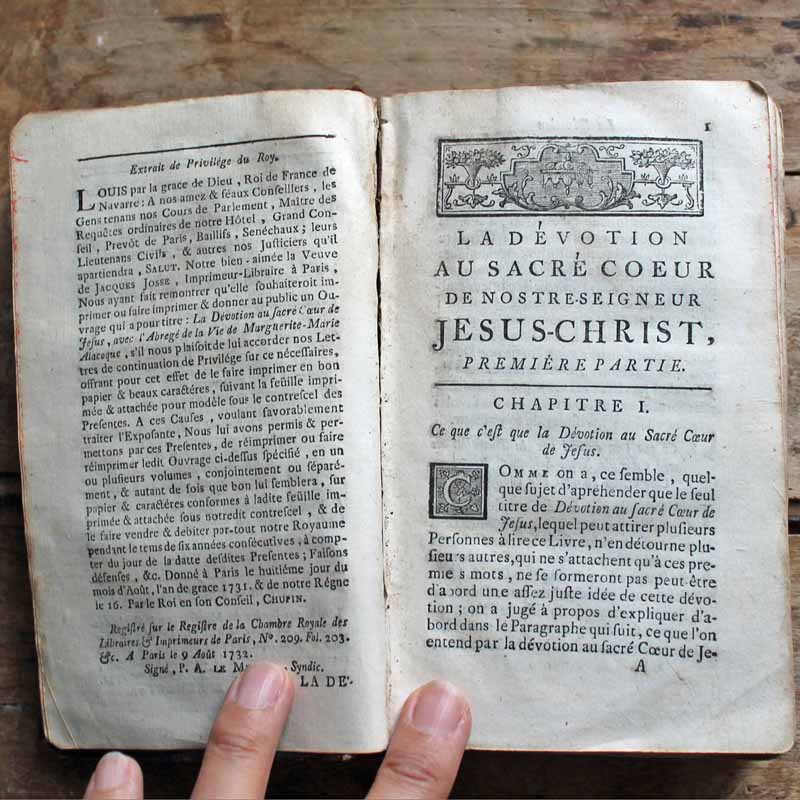 Extrait de Privilége du Roy.
LOUIS par la grace de Dieu, Roi de France de
Navarre: A nos amez & féaux Conseillers, les
Gens tenans nos Cours de Parlement, Maître des
Requêtes ordinaires de notre Hôtel, Grand Con-
seil, Prevôt de Paris, Baillifs, Senéchaux; leurs
Lieutenans Civils, & autres nos Justiciers qu'il
apartiendra, SALUT. Notre bien-aimée la Veuve
de JACQUES JOSSE, Imprimeur-Libraire à Paris,
Nous ayant fait remontrer qu'elle souhaiteroit im-
primer ou faire imprimer & donner au public un Ou-
vrage qui a pour titre: La Dévotion au sacré Cœur de
Jesus, avec l'Abregé de la Vie de Marguerite-Marie
Alacoque, s'il nous plaisoit de lui accorder nos Let-
tres de continuation de Privilége sur ce nécessaires,
offrant pour cet effet de le faire imprimer en bon
papier & beaux caractéres, suivant la feüille impri-
mée & attachée pour modéle sous le contrescel des
Presentes. A ces Causes, voulant favorablement
traiter l'Exposante, Nous lui avons permis & per-
mettons par ces Presentes, de réimprimer ou faire
réimprimer ledit Ouvrage ci-dessus spécifié, en un
ou plusieurs volumes, conjointement ou séparé-
ment, & autant de fois que bon lui semblera, sur
papier & caractéres conformes à ladite feüille im-
primée & attachée sous notredit contrescel, & de
le faire vendre & debiter par-tout notre Royaume
pendant le tems de six années consécutives, à comp-
ter du jour de la datte desdites Presentes; Faisons
défenses, &c. Donné à Paris le huitiéme jour du
mois d'Août, l'an de grace 1731. & de notre Régne
le 16. Par le Roi en son Conseil, CHUPIN.
Registré sur le Registre de la Chambre Royale des
Libraires & Imprimeurs de Paris, No. 209. Fol. 203.
&c. A Paris le 9 Août 1732.
Signé, P. A. LE Syndic.
LA DE'
1
LA DÉVOTION
AU SACRÉ COEUR
DE NOSTRE-SEIGNEUR
JESUS-CHRIST,
PREMIÈRE PARTIE.
CHAPITRE I.
Ce que c'est que la Dévotion au Sacré Cœur
de Jesus.
COMME on a, ce semble, quel-
que sujet d'apréhender que le seul
titre de Dévotion au sacré Cœur de
Jesus, lequel peut attirer plusieurs
Personnes à lire ce Livre, n'en détourne plu-
sieurs autres, qui ne s'attachent qu'à ces pre-
miers mots, ne se formeront pas peut-être
d'abord une assez juste idée de cette dévo-
tion; on a jugé à propos d'expliquer d'a-
bord dans le Paragraphe qui suit, ce que l'on
entend par la dévotion au sacré Cœur de Je-
A